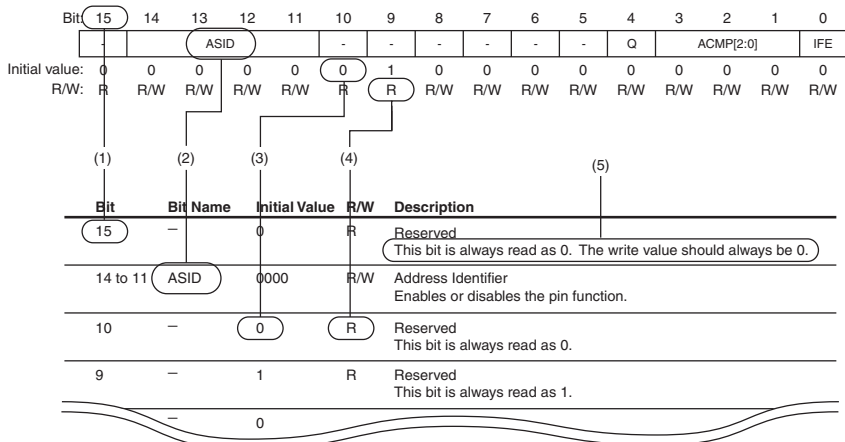 Bit: 15 14 13 12 11 10 9 8 7 6 5 4 3 2 1 0
- ASID - - - - - - Q ACMP[2:0] IFE
Initial value: 0 0 0 0 0 0 1 0 0 0 0 0 0 0 0 0
R/W: R R/W R/W R/W R/W R R R/W R/W R/W R/W R/W R/W R/W R/W R/W
(1) (2) (3) (4) (5)
Bit Bit Name Initial Value R/W Description
15 − 0 R Reserved
This bit is always read as 0. The write value should always be 0.
14 to 11 ASID 0000 R/W Address Identifier
Enables or disables the pin function.
10 − 0 R Reserved
This bit is always read as 0.
9 − 1 R Reserved
This bit is always read as 1.
− 0